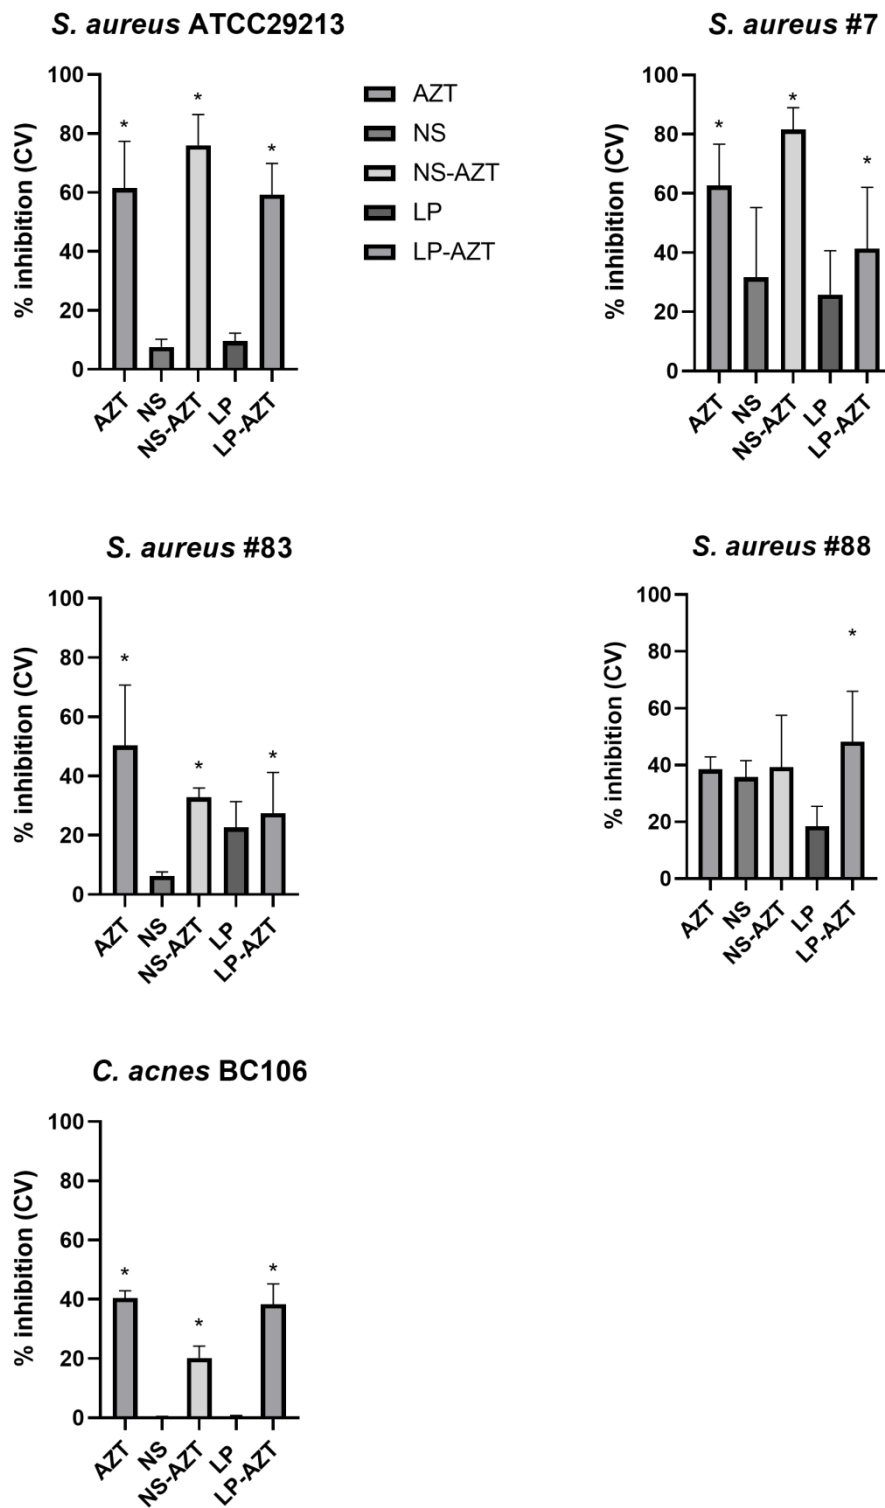 S. aureus ATCC29213
% inhibition (CV)
100
80
60
40
20
0
*
*
*
AZT
NS
NS-AZT
LP
LP-AZT
AZT
NS
NS-AZT
LP
LP-AZT
S. aureus #7
% inhibition (CV)
100
80
60
40
20
0
*
*
*
AZT
NS
NS-AZT
LP
LP-AZT
S. aureus #83
% inhibition (CV)
100
80
60
40
20
0
*
*
*
AZT
NS
NS-AZT
LP
LP-AZT
S. aureus #88
% inhibition (CV)
100
80
60
40
20
0
*
AZT
NS
NS-AZT
LP
LP-AZT
C. acnes BC106
% inhibition (CV)
100
80
60
40
20
0
*
*
*
AZT
NS
NS-AZT
LP
LP-AZT